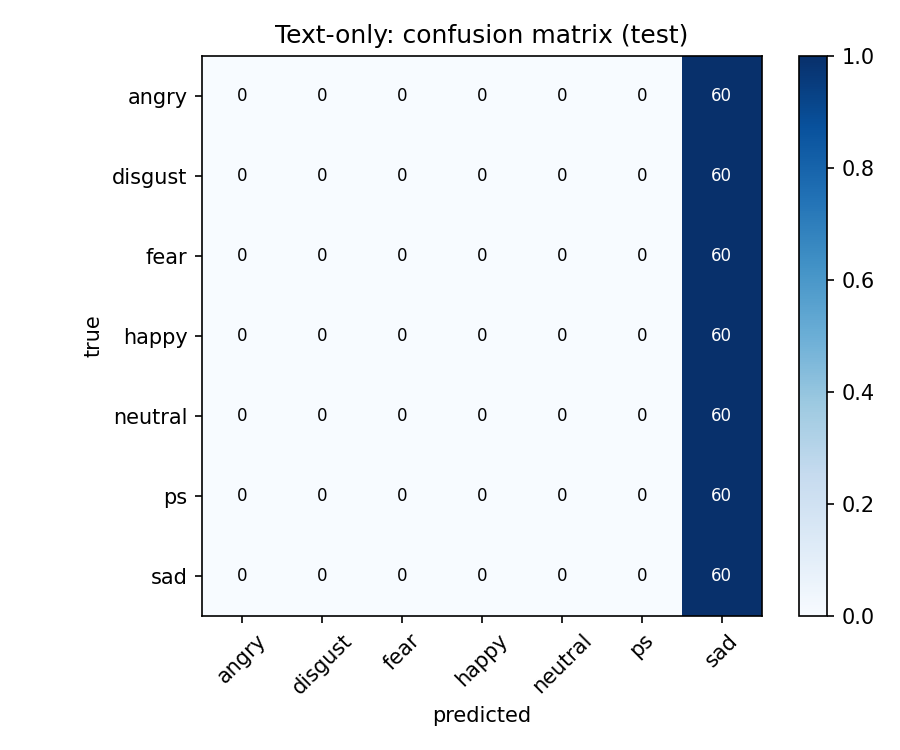 Text-only: confusion matrix (test)
angry 0 0 0 0 0 0 60
disgust 0 0 0 0 0 0 60
fear 0 0 0 0 0 0 60
happy 0 0 0 0 0 0 60
neutral 0 0 0 0 0 0 60
ps 0 0 0 0 0 0 60
sad 0 0 0 0 0 0 60
true
angry disgust fear happy neutral ps sad
predicted
1.0
0.8
0.6
0.4
0.2
0.0